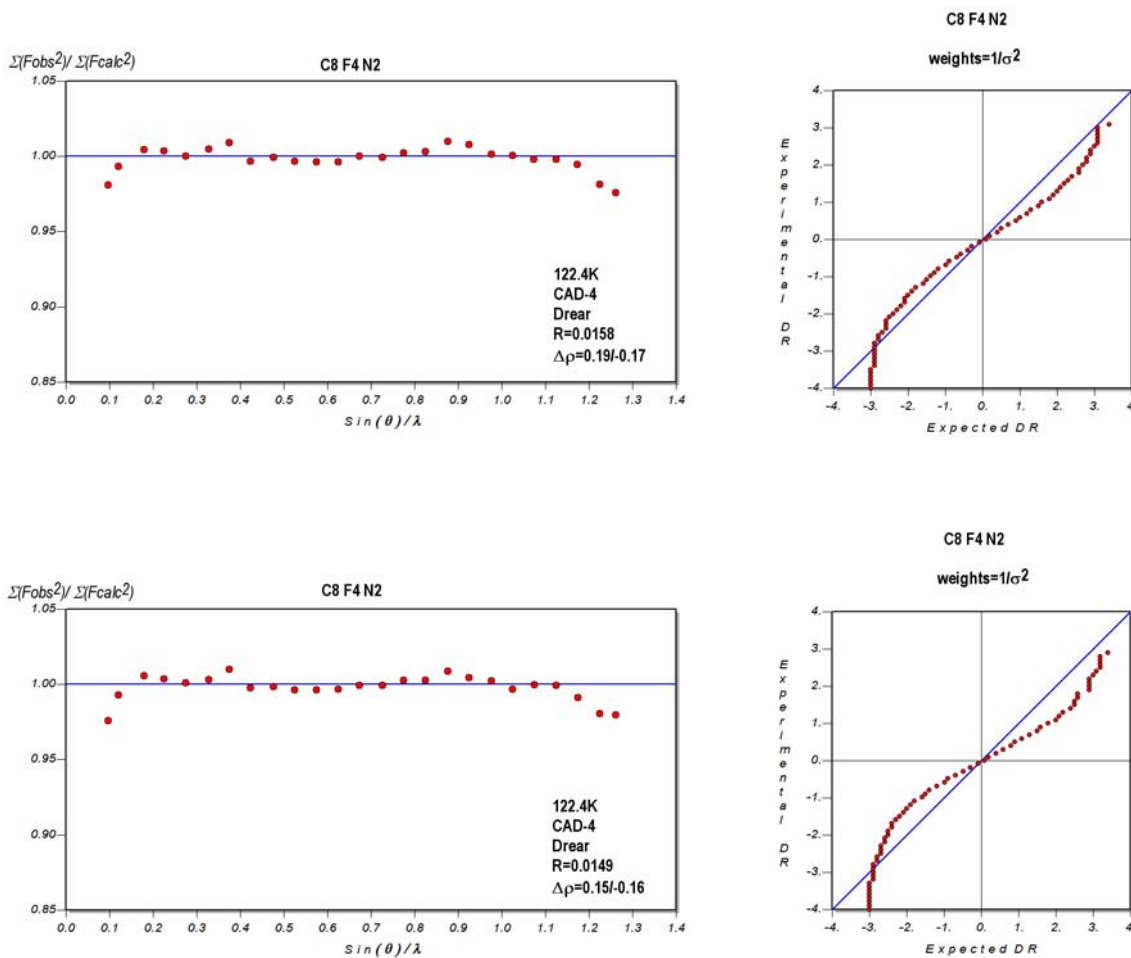 C8 F4 N2
weights=1/σ²
Σ(Fobs²)/ Σ(Fcalc²)
C8 F4 N2
1.05
1.00
0.95
0.90
0.85
122.4K
CAD-4
Drear
R=0.0158
Δρ=0.19/-0.17
0.0 0.1 0.2 0.3 0.4 0.5 0.6 0.7 0.8 0.9 1.0 1.1 1.2 1.3 1.4
Sin(θ)/λ
4.
3.
2.
1.
0.
-1.
-2.
-3.
-4.
Experimental DR
-4. -3. -2. -1. 0. 1. 2. 3. 4.
Expected DR
C8 F4 N2
weights=1/σ²
Σ(Fobs²)/ Σ(Fcalc²)
C8 F4 N2
1.05
1.00
0.95
0.90
0.85
122.4K
CAD-4
Drear
R=0.0149
Δρ=0.15/-0.16
0.0 0.1 0.2 0.3 0.4 0.5 0.6 0.7 0.8 0.9 1.0 1.1 1.2 1.3 1.4
Sin(θ)/λ
4.
3.
2.
1.
0.
-1.
-2.
-3.
-4.
Experimental DR
-4. -3. -2. -1. 0. 1. 2. 3. 4.
Expected DR